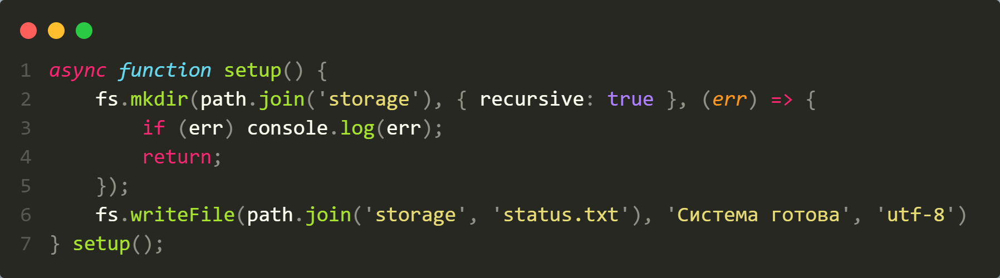 1 async function setup() {
2     fs.mkdir(path.join('storage'), { recursive: true }, (err) => {
3         if (err) console.log(err);
4         return;
5     });
6     fs.writeFile(path.join('storage', 'status.txt'), 'Система готова', 'utf-8')
7 } setup();